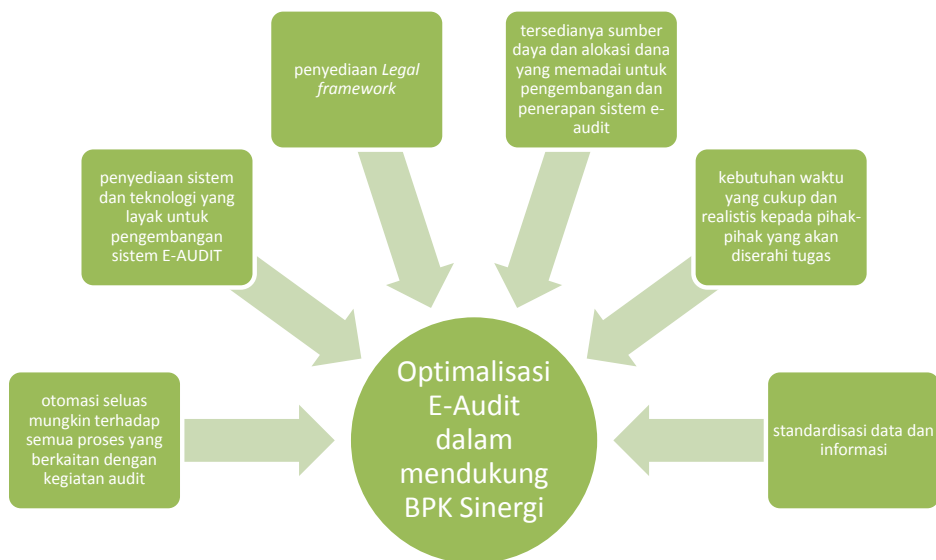 penyediaan Legal
framework
tersedianya sumber
daya dan alokasi dana
yang memadai untuk
pengembangan dan
penerapan sistem e-
audit
penyediaan sistem
dan teknologi yang
layak untuk
pengembangan
sistem E-AUDIT
kebutuhan waktu
yang cukup dan
realistis kepada pihak-
pihak yang akan
diserahi tugas
otomasi seluas
mungkin terhadap
semua proses yang
berkaitan dengan
kegiatan audit
Optimalisasi
E-Audit
dalam
mendukung
BPK Sinergi
standardisasi data dan
informasi